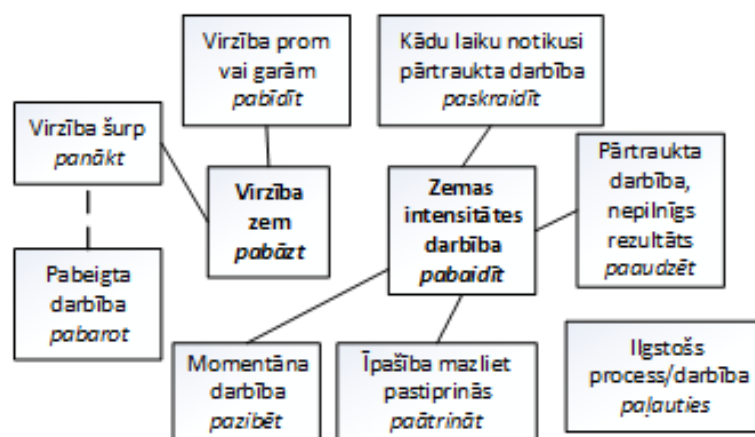 Virzība prom
vai garām
pabīdīt
Kādu laiku notikusi
pārtraukta darbība
paskraidīt
Virzība šurp
panākt
Virzība
zem
pabāzt
Zemas
intensitātes
darbība
pabaidīt
Pārtraukta
darbība,
nepilnīgs
rezultāts
paaudzēt
Pabeigta
darbība
pabarot
Momentāna
darbība
pazibēt
Īpašība mazliet
pastiprinās
paātrināt
Ilgstošs
process/darbība
paļauties